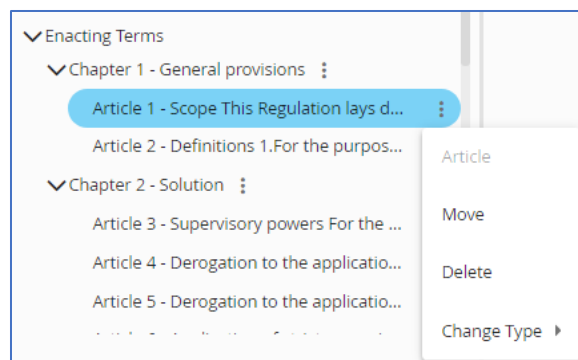 Enacting Terms
Chapter 1 - General provisions
Article 1 - Scope This Regulation lays d...
Article 2 - Definitions 1.For the purpos...
Article
Chapter 2 - Solution
Move
Article 3 - Supervisory powers For the ...
Article 4 - Derogation to the applicatio...
Delete
Article 5 - Derogation to the applicatio...
Change Type